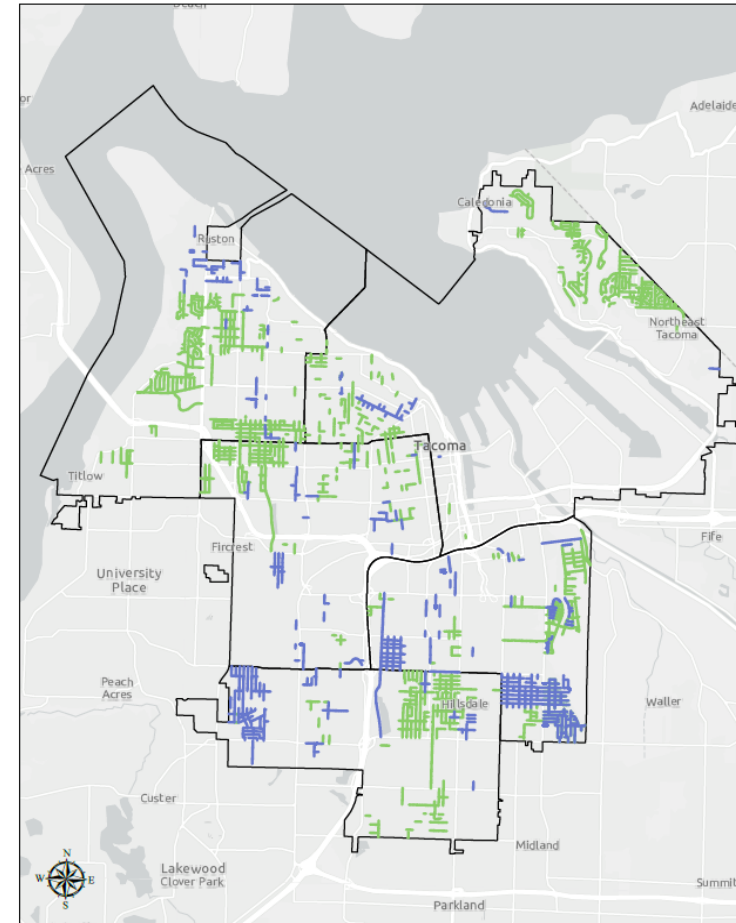 Adelaide
Acres
Caledonia
Ruston
Northeast
Tacoma
Tacoma
Titlow
Fircrest
Fife
University
Place
Peach
Acres
Hillsdale
Waller
Custer
Midland
Lakewood
Clover Park
Summit
Parkland
N
W
E
S